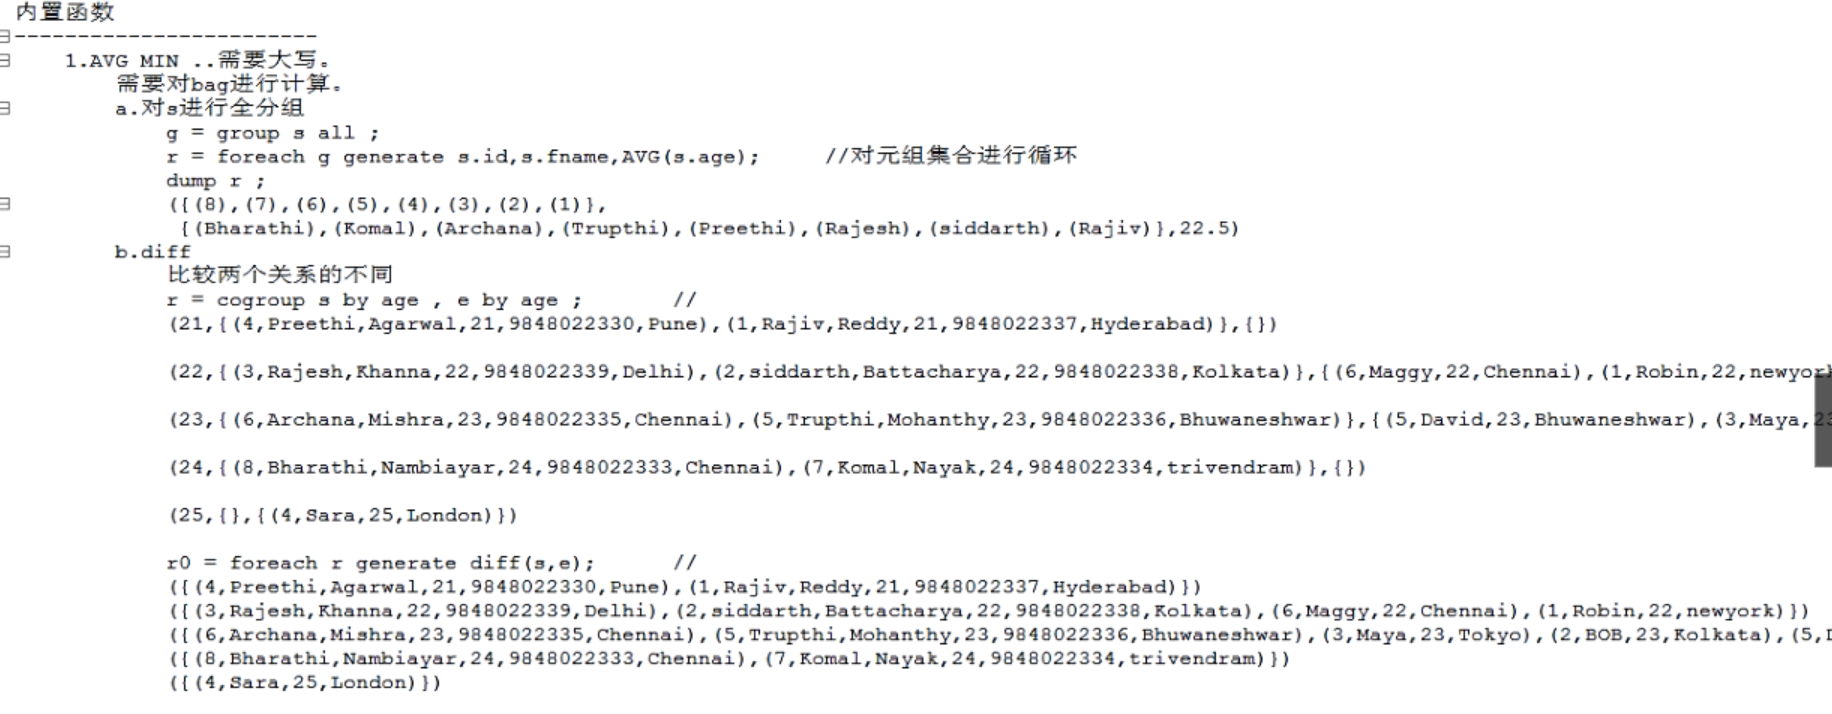 内置函数
------------------------
1.AVG MIN ..需要大写。
需要对bag进行计算。
a.对s进行全分组
g = group s all ;
r = foreach g generate s.id,s.fname,AVG(s.age);     //对元组集合进行循环
dump r ;
({(8),(7),(6),(5),(4),(3),(2),(1)},
{(Bharathi),(Komal),(Archana),(Trupthi),(Preethi),(Rajesh),(siddarth),(Rajiv)},22.5)
b.diff
比较两个关系的不同
r = cogroup s by age , e by age ;       //
(21,{(4,Preethi,Agarwal,21,9848022330,Pune),(1,Rajiv,Reddy,21,9848022337,Hyderabad)},{})
(22,{(3,Rajesh,Khanna,22,9848022339,Delhi),(2,siddarth,Battacharya,22,9848022338,Kolkata)},{(6,Maggy,22,Chennai),(1,Robin,22,newyork
(23,{(6,Archana,Mishra,23,9848022335,Chennai),(5,Trupthi,Mohanthy,23,9848022336,Bhuwaneshwar)},{(5,David,23,Bhuwaneshwar),(3,Maya,23
(24,{(8,Bharathi,Nambiayar,24,9848022333,Chennai),(7,Komal,Nayak,24,9848022334,trivendram)},{})
(25,{},{(4,Sara,25,London)})
r0 = foreach r generate diff(s,e);       //
({(4,Preethi,Agarwal,21,9848022330,Pune),(1,Rajiv,Reddy,21,9848022337,Hyderabad)})
({(3,Rajesh,Khanna,22,9848022339,Delhi),(2,siddarth,Battacharya,22,9848022338,Kolkata),(6,Maggy,22,Chennai),(1,Robin,22,newyork)})
({(6,Archana,Mishra,23,9848022335,Chennai),(5,Trupthi,Mohanthy,23,9848022336,Bhuwaneshwar),(3,Maya,23,Tokyo),(2,BOB,23,Kolkata),(5,
({(8,Bharathi,Nambiayar,24,9848022333,Chennai),(7,Komal,Nayak,24,9848022334,trivendram)})
({(4,Sara,25,London)})